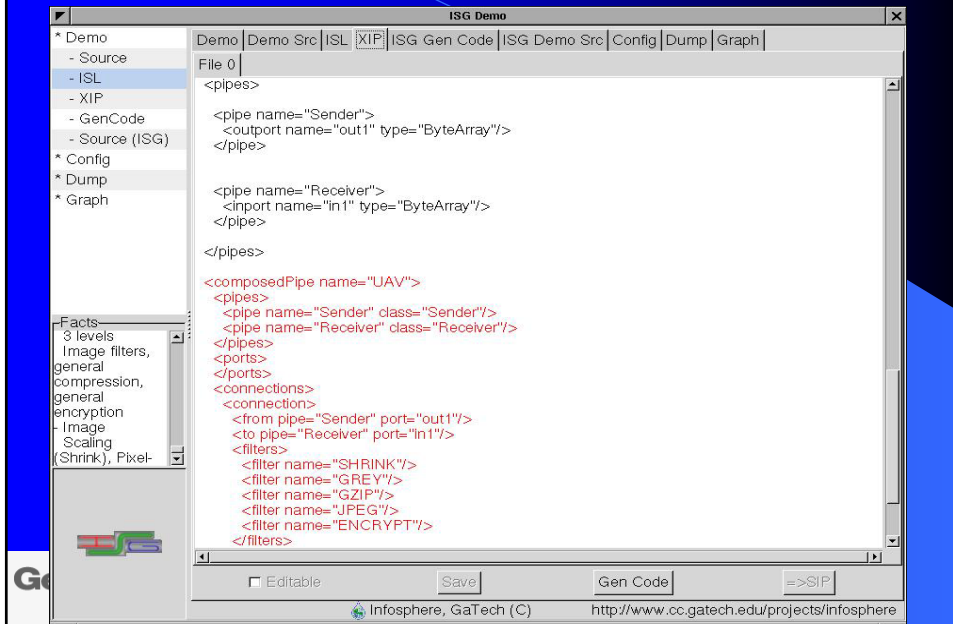 ISG Demo
* Demo
- Source
- ISL
- XIP
- GenCode
- Source (ISG)
* Config
* Dump
* Graph
Facts
3 levels
Image filters,
general
compression,
general
encryption
- Image
Scaling
(Shrink), Pixel-
Demo Demo Src ISL XIP ISG Gen Code ISG Demo Src Config Dump Graph
File 0
<pipes>
<pipe name="Sender">
<outport name="out1" type="ByteArray"/>
</pipe>
<pipe name="Receiver">
<inport name="in1" type="ByteArray"/>
</pipe>
</pipes>
<composedPipe name="UAV">
<pipes>
<pipe name="Sender" class="Sender"/>
<pipe name="Receiver" class="Receiver"/>
</pipes>
<ports>
</ports>
<connections>
<connection>
<from pipe="Sender" port="out1"/>
<to pipe="Receiver" port="in1"/>
<filters>
<filter name="SHRINK"/>
<filter name="GREY"/>
<filter name="GZIP"/>
<filter name="JPEG"/>
<filter name="ENCRYPT"/>
</filters>
Editable Save Gen Code =>SIP
Infosphere, GaTech (C) http://www.cc.gatech.edu/projects/infosphere
ISG